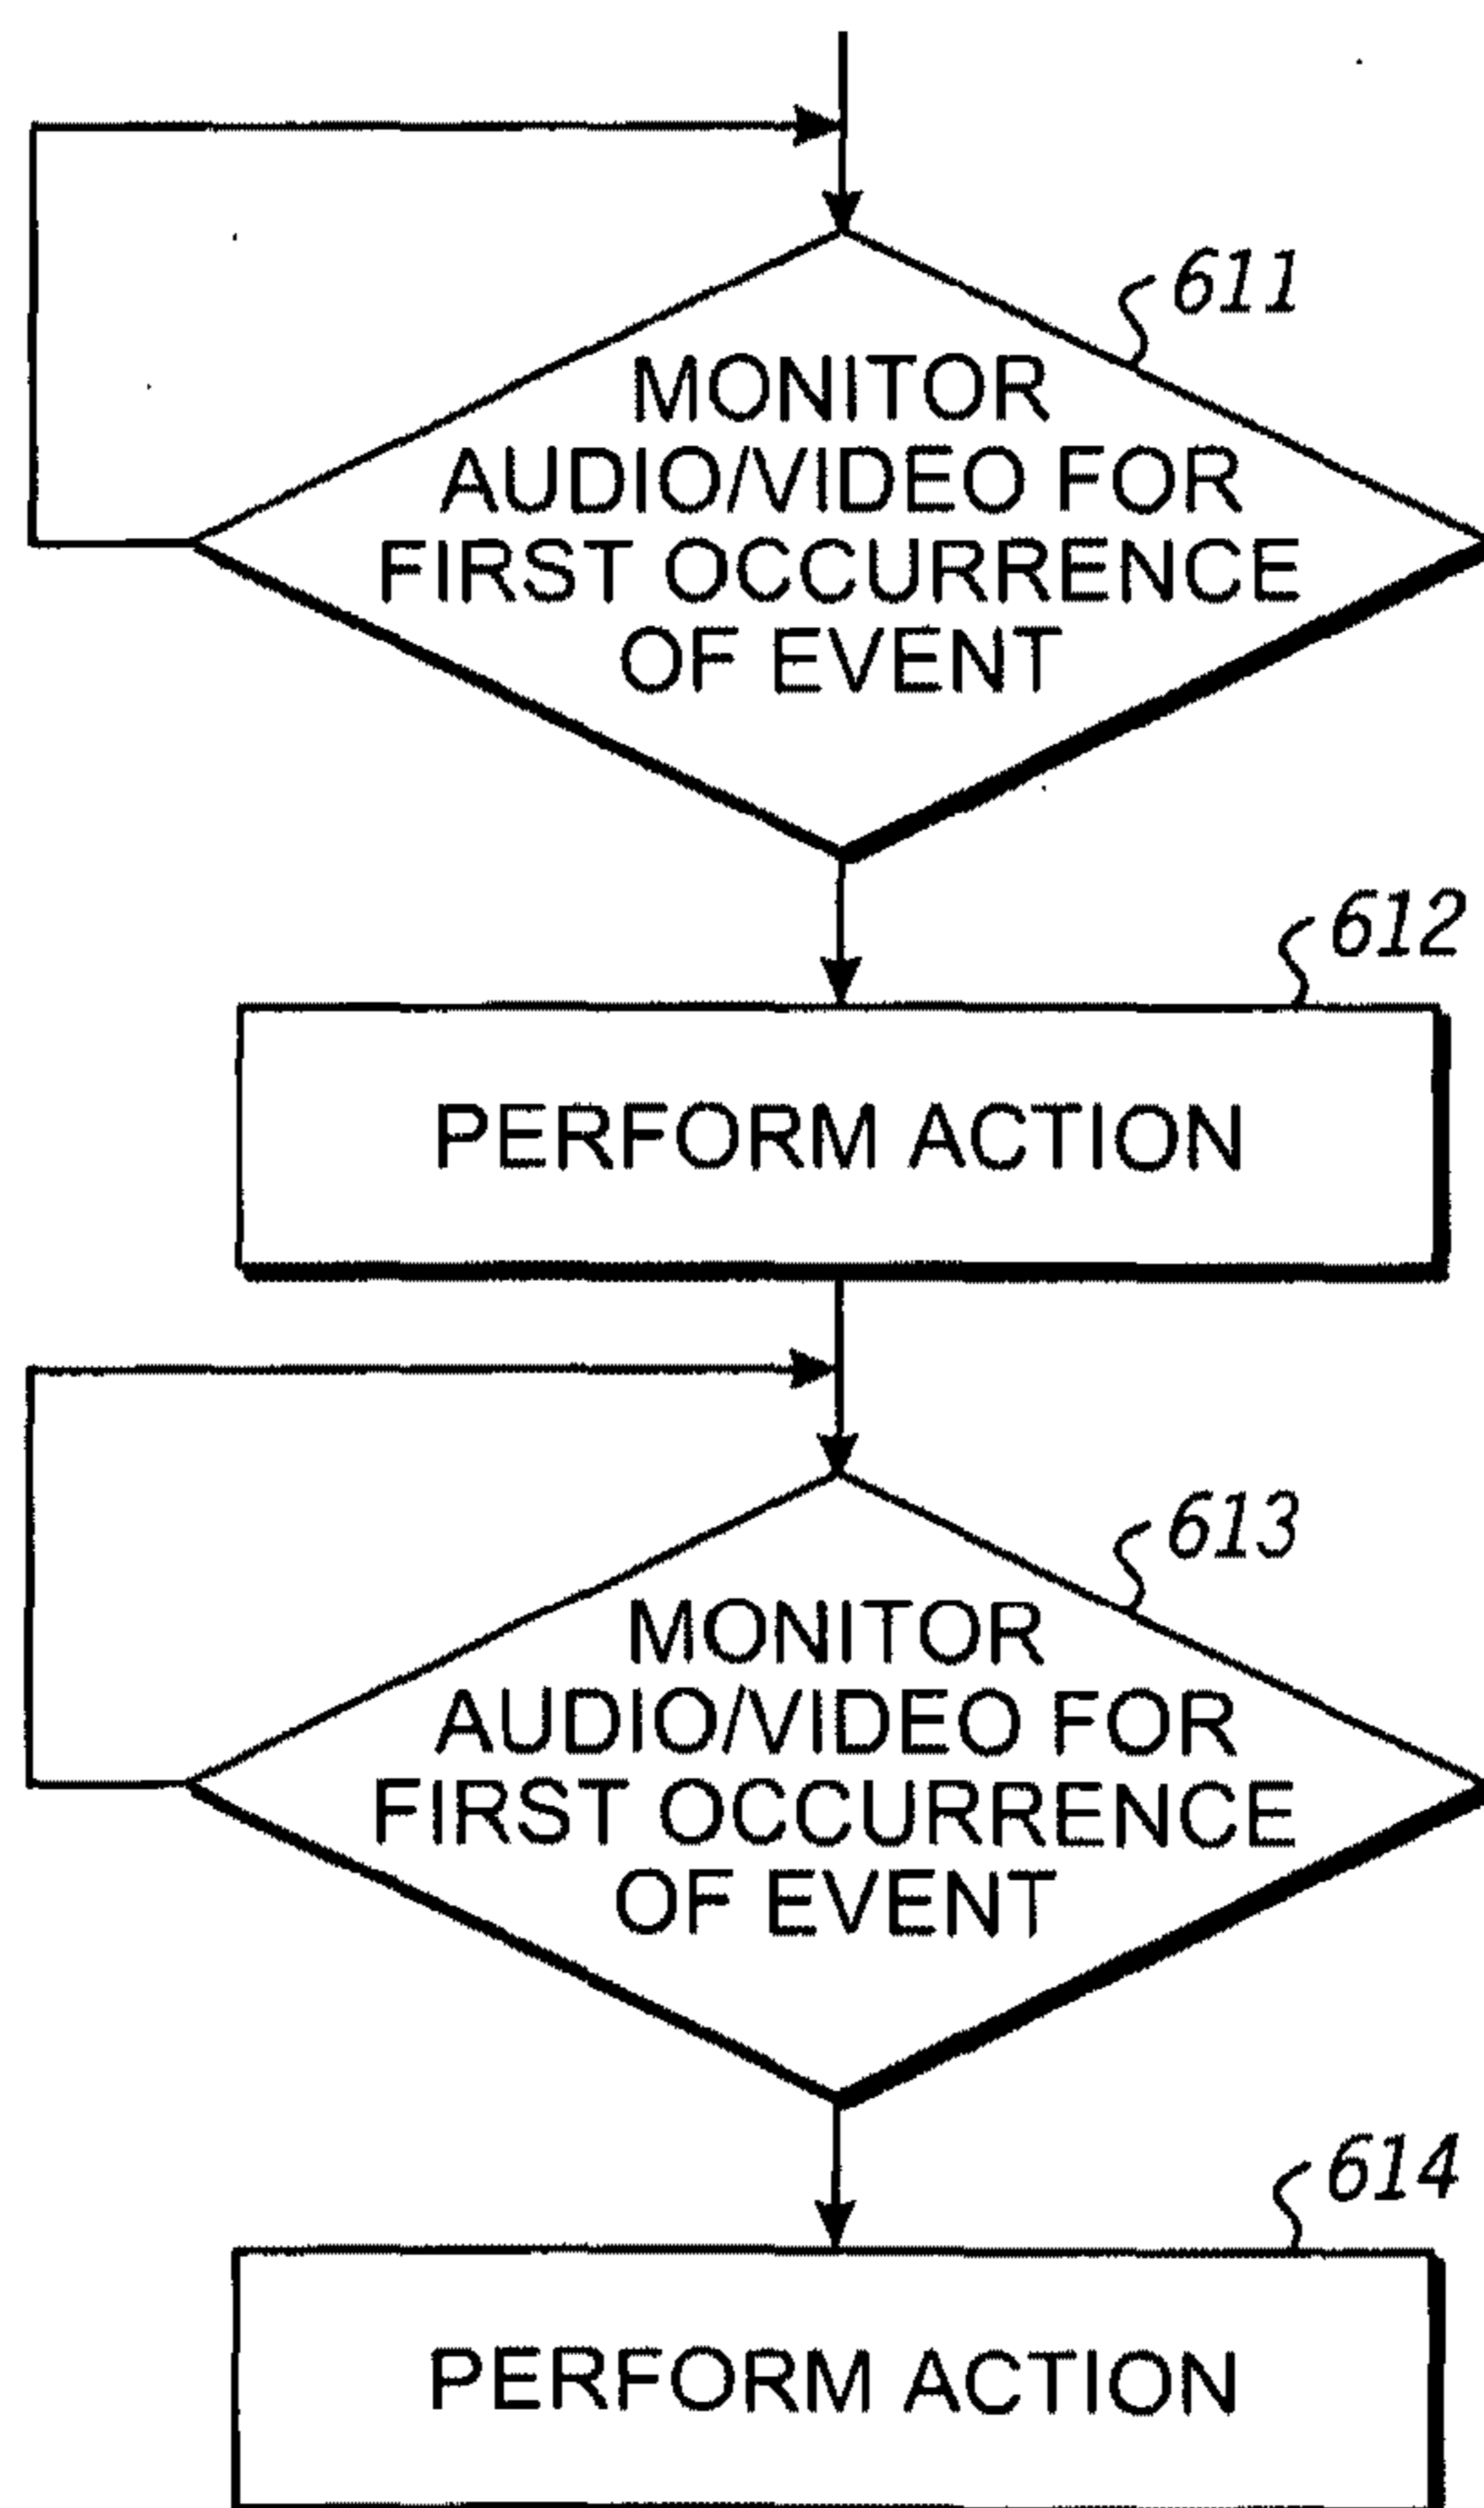 611
MONITOR
AUDIO/VIDEO FOR
FIRST OCCURRENCE
OF EVENT
612
PERFORM ACTION
613
MONITOR
AUDIO/VIDEO FOR
FIRST OCCURRENCE
OF EVENT
614
PERFORM ACTION